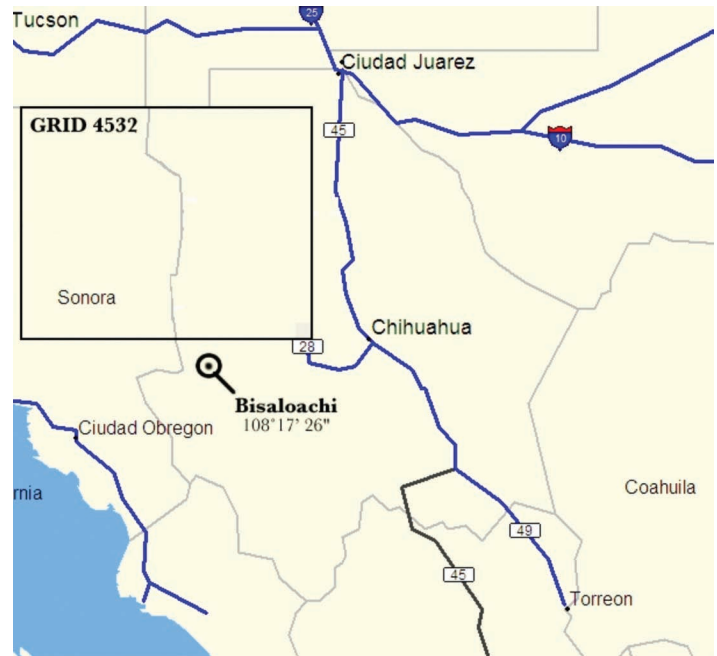 Tucson
25
Ciudad Juarez
GRID 4532
45
10
Sonora
Chihuahua
28
Bisaloachi
108°17' 26"
Ciudad Obregon
rnia
Coahuila
49
45
Torreon